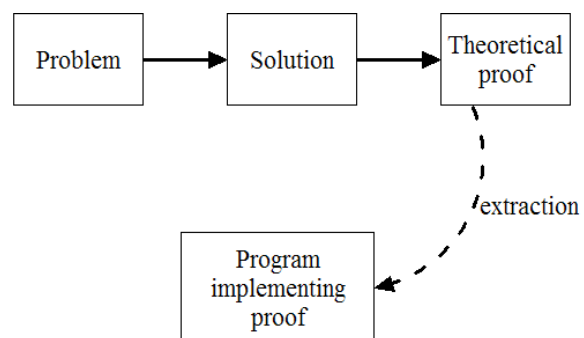 Problem
Solution
Theoretical
proof
extraction
Program
implementing
proof